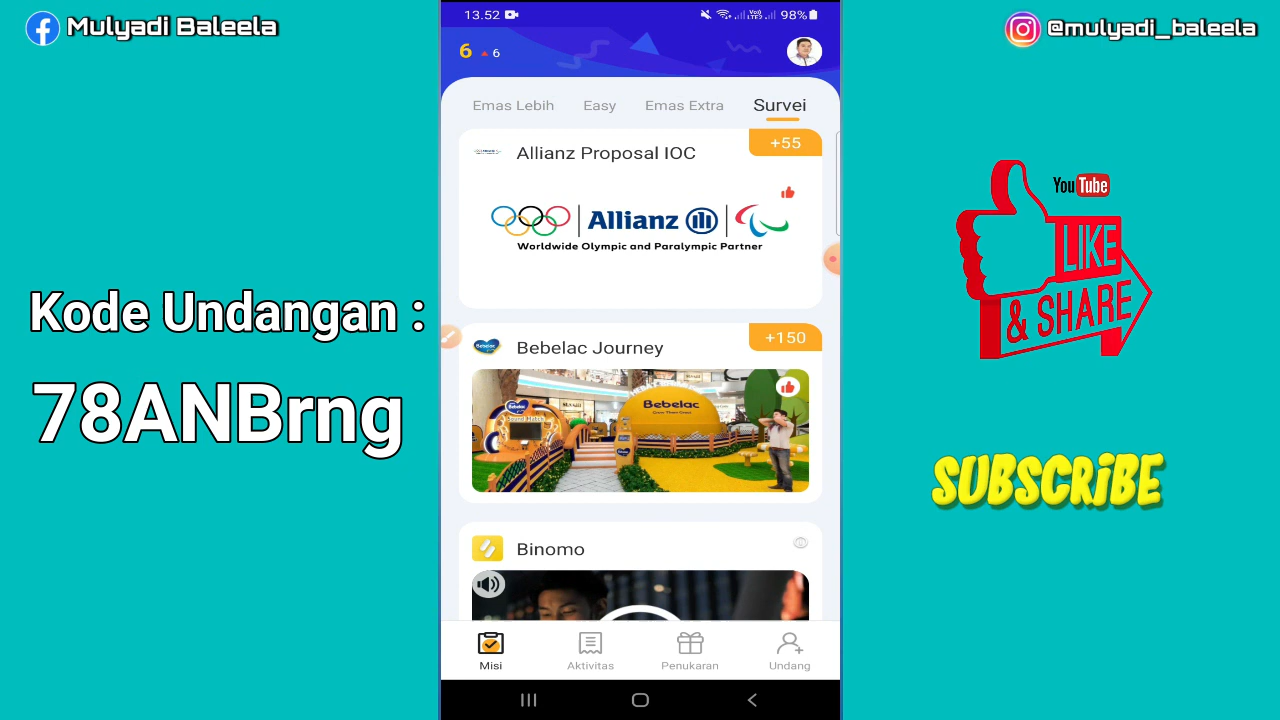 Mulyadi Baleela
@mulyadi_baleela
Kode Undangan :
78ANBrng
13.52
98%
6
6
Emas Lebih
Easy
Emas Extra
Survei
Allianz Proposal IOC
+55
Allianz
Worldwide Olympic and Paralympic Partner
Bebelac Journey
+150
Bebelac
Bebelac
Binomo
Misi
Aktivitas
Penukaran
Undang
YouTube
LIKE
& SHARE
SUBSCRiBE